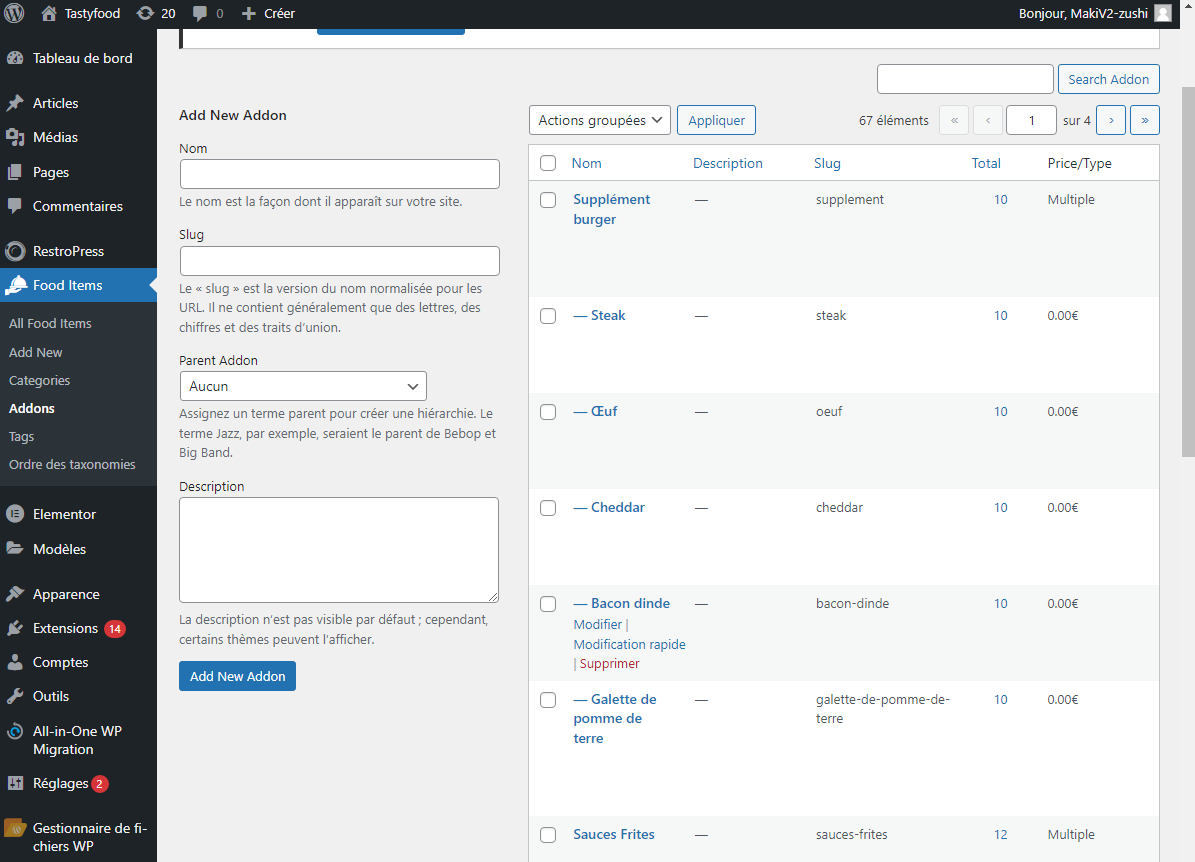 Tastyfood 20 0 Créer Bonjour, MakiV2-zushi
Tableau de bord
Articles
Médias
Pages
Commentaires
RestroPress
Food Items
All Food Items
Add New
Categories
Addons
Tags
Ordre des taxonomies
Elementor
Modèles
Apparence
Extensions 14
Comptes
Outils
All-in-One WP
Migration
Réglages 2
Gestionnaire de fi-
chiers WP
Search Addon
Add New Addon
Nom
Le nom est la façon dont il apparaît sur votre site.
Slug
Le « slug » est la version du nom normalisée pour les
URL. Il ne contient généralement que des lettres, des
chiffres et des traits d’union.
Parent Addon
Aucun
Assignez un terme parent pour créer une hiérarchie. Le
terme Jazz, par exemple, seraient le parent de Bebop et
Big Band.
Description
La description n’est pas visible par défaut ; cependant,
certains thèmes peuvent l’afficher.
Add New Addon
Actions groupées Appliquer 67 éléments « ‹ 1 sur 4 › »
Nom Description Slug Total Price/Type
Supplément — supplement 10 Multiple
burger
— Steak — steak 10 0.00€
— Œuf — oeuf 10 0.00€
— Cheddar — cheddar 10 0.00€
— Bacon dinde — bacon-dinde 10 0.00€
Modifier |
Modification rapide
| Supprimer
— Galette de — galette-de-pomme-de- 10 0.00€
pomme de terre
terre
Sauces Frites — sauces-frites 12 Multiple